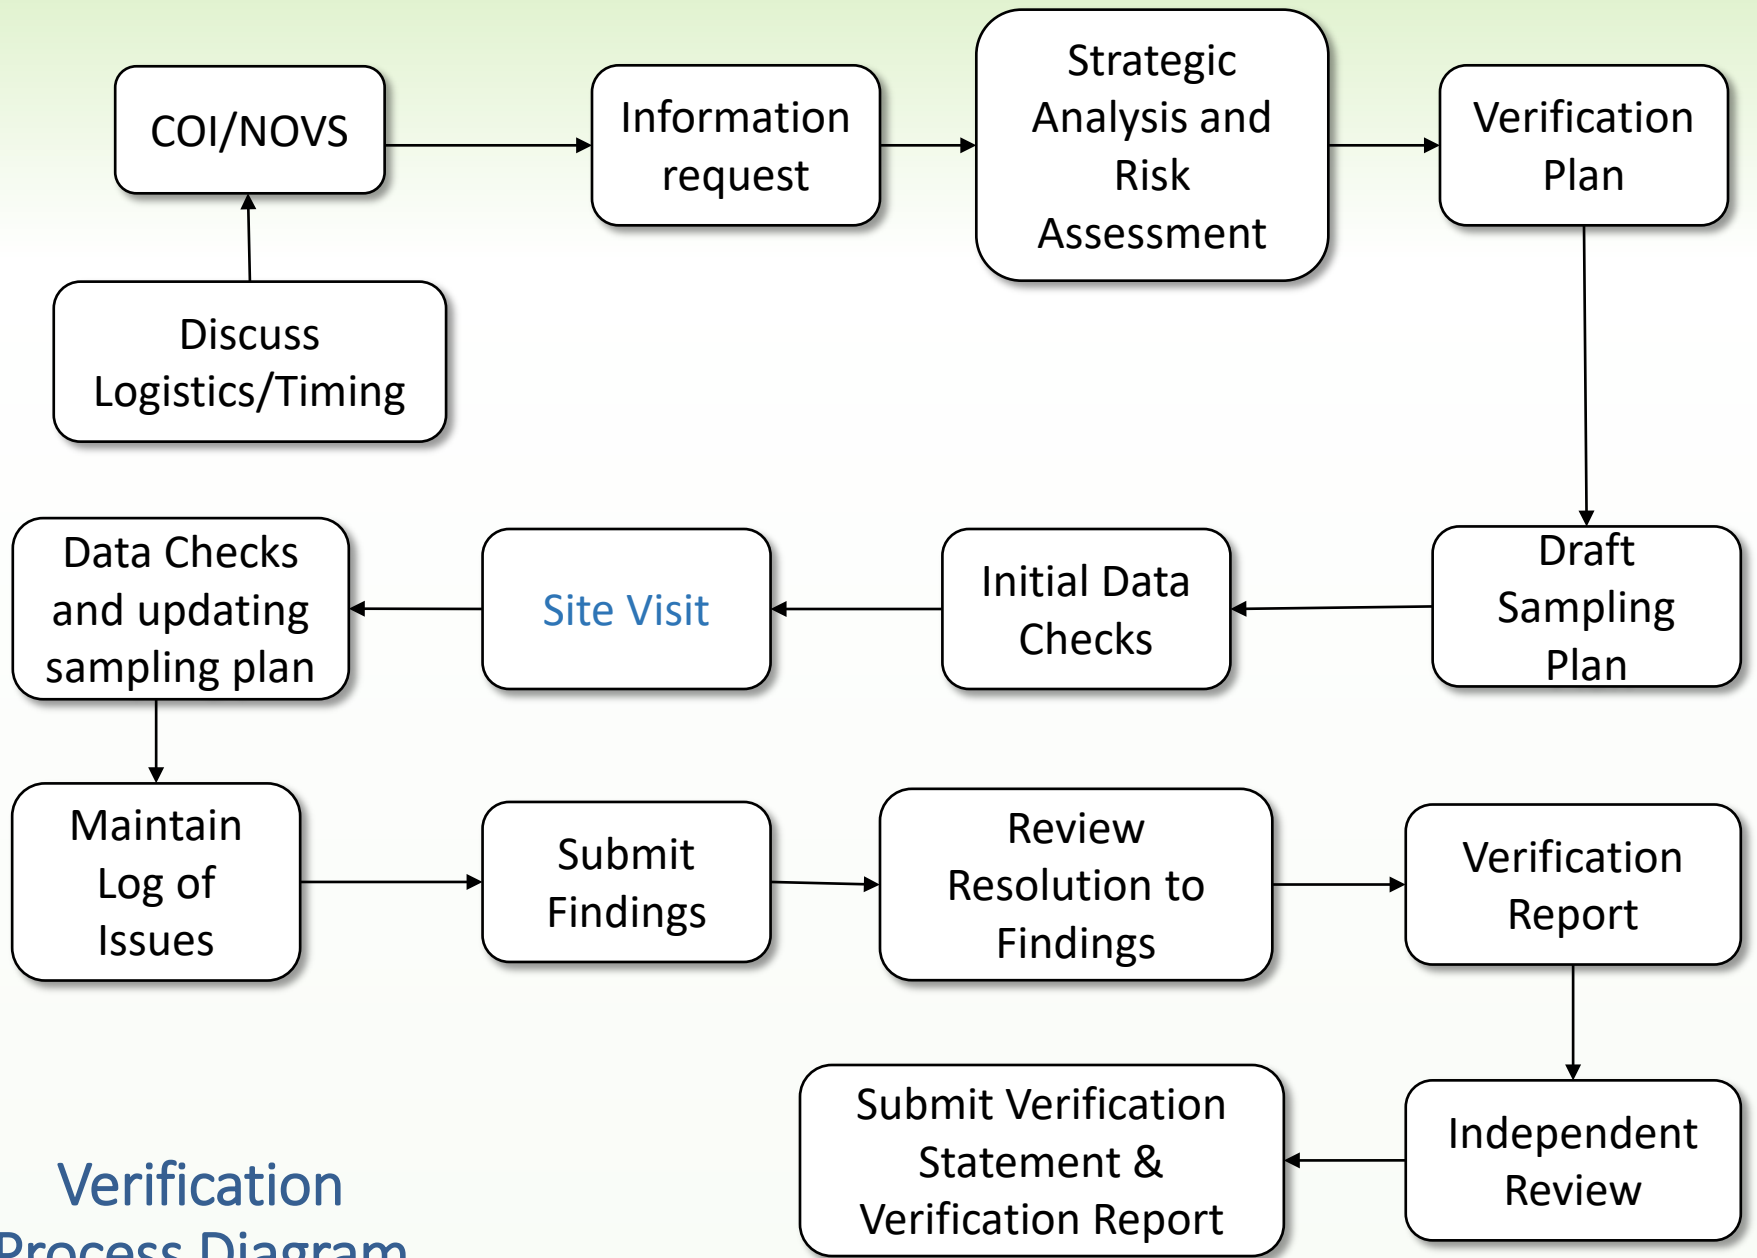 COI/NOVS
Information
request
Strategic
Analysis and
Risk
Assessment
Verification
Plan
Discuss
Logistics/Timing
Data Checks
and updating
sampling plan
Site Visit
Initial Data
Checks
Draft
Sampling
Plan
Maintain
Log of
Issues
Submit
Findings
Review
Resolution to
Findings
Verification
Report
Submit Verification
Statement &
Verification Report
Independent
Review
Verification
Process Diagram